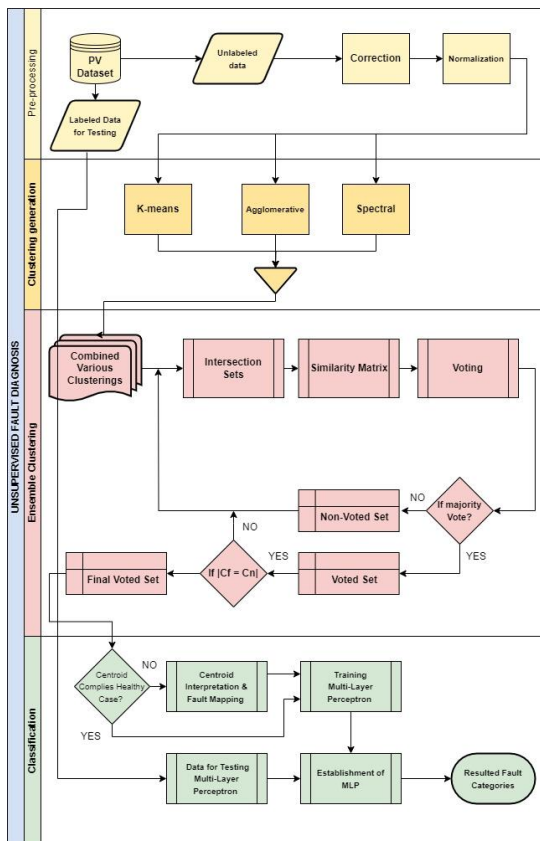 UNSUPERVISED FAULT DIAGNOSIS
Pre-processing
PV
Dataset
Unlabeled
data
Correction
Normalization
Labeled Data
for Testing
Clustering generation
K-means
Agglomerative
Spectral
Ensemble Clustering
Combined
Various
Clusterings
Intersection
Sets
Similarity Matrix
Voting
If majority
Vote?
NO
Non-Voted Set
YES
Voted Set
YES
If |Cf = Cn|
NO
Final Voted Set
Classification
Centroid
Complies Healthy
Case?
NO
YES
Centroid
Interpretation &
Fault Mapping
Training
Multi-Layer
Perceptron
Data for Testing
Multi-Layer
Perceptron
Establishment of
MLP
Resulted Fault
Categories